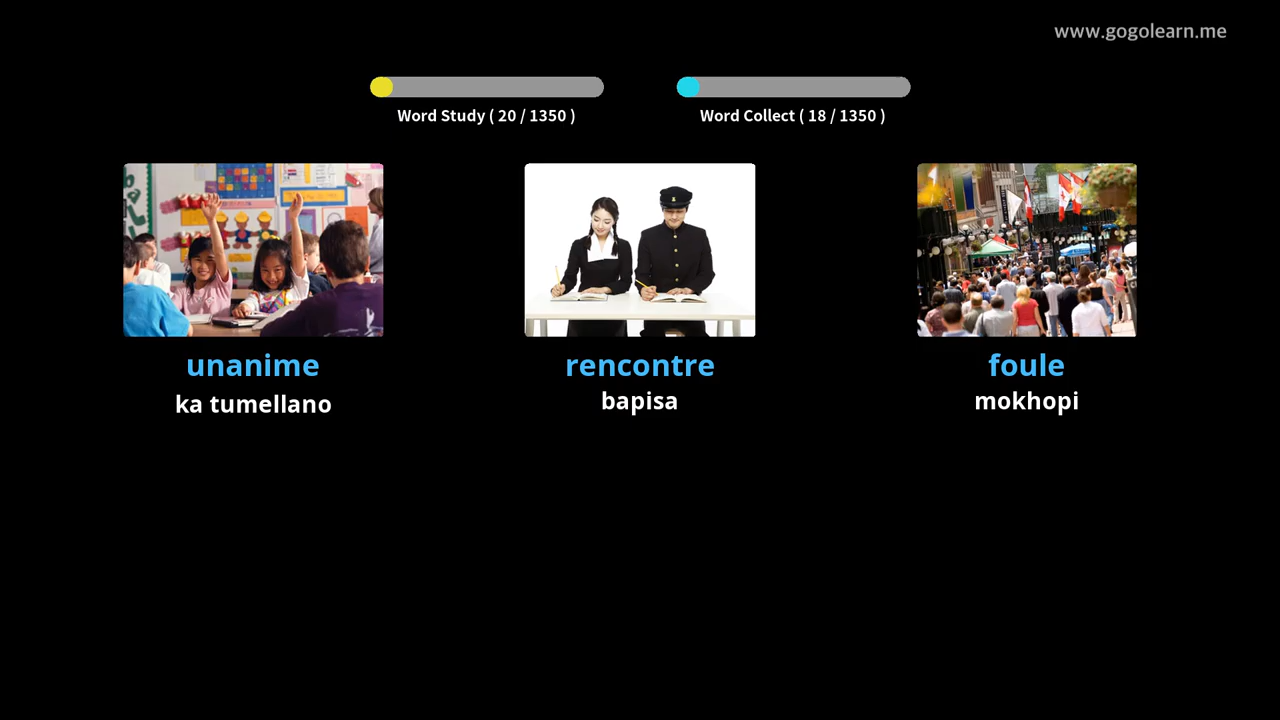 www.gogolearn.me
Word Study ( 20 / 1350 )
Word Collect ( 18 / 1350 )
unanime
rencontre
foule
ka tumellano
bapisa
mokhopi